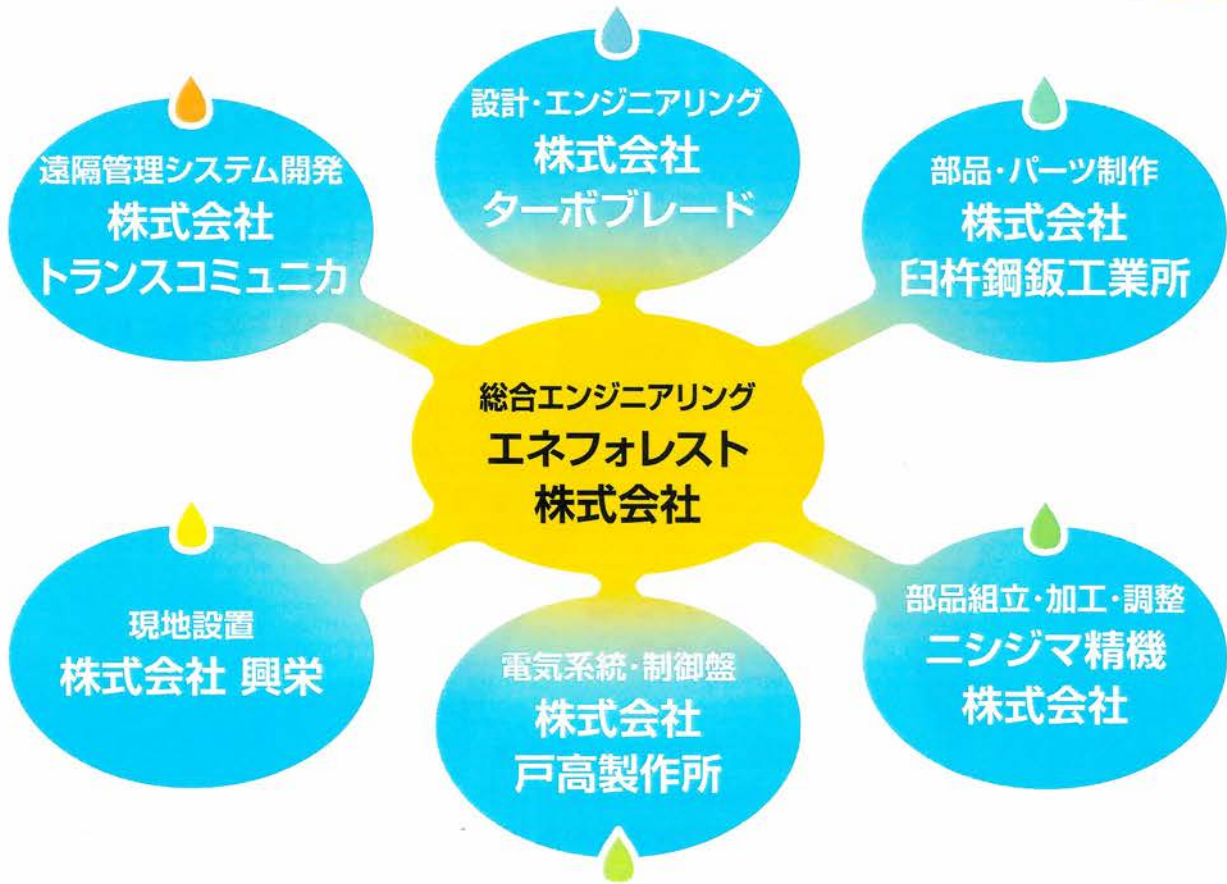 設計・エンジニアリング
株式会社
ターボブレード
遠隔管理システム開発
株式会社
トランスコミュニカ
部品・パーツ制作
株式会社
臼杵鋼鈑工業所
総合エンジニアリング
エネフォレスト
株式会社
現地設置
株式会社 興栄
電気系統・制御盤
株式会社
戸高製作所
部品組立・加工・調整
ニシジマ精機
株式会社